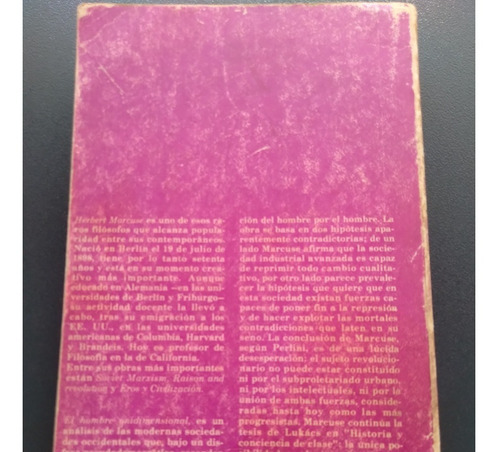 Herbert Marcuse es uno de esos ra-
ros filósofos que alcanza popula-
ridad entre sus contemporáneos.
Nació en Berlín el 19 de julio de
1898, tiene por lo tanto setenta
años y está en su momento crea-
tivo más importante. Aunque
educado en Alemania —en las uni-
versidades de Berlín y Friburgo—
su actividad docente la llevó a
cabo, tras su emigración a los
EE. UU., en las universidades
americanas de Columbia, Harvard
y Brandeis. Hoy es profesor de
Filosofía en la de California.
Entre sus obras más importantes
están Soviet Marxism, Raison and
revolution y Eros y Civilización.
El hombre unidimensional, es un
análisis de las modernas socieda-
des occidentales que, bajo un dis-
ción del hombre por el hombre. La
obra se basa en dos hipótesis apa-
rentemente contradictorias; de un
lado Marcuse afirma que la socie-
dad industrial avanzada es capaz
de reprimir todo cambio cualita-
tivo, por otro lado parece prevale-
cer la hipótesis que quiere que en
esta sociedad existan fuerzas capa-
ces de poner fin a la represión
y de hacer explotar las mortales
contradicciones que laten, en su
seno. La conclusión de Marcuse,
según Perlini, es de una lúcida
desesperación: el sujeto revolucio-
nario no puede estar constituido
ni por el subproletariado urbano,
ni por los intelectuales, ni por la
unión de ambas fuerzas, conside-
radas hasta hoy como las más
progresistas. Marcuse continúa la
tesis de Lukàcs en "Historia y
conciencia de clase": la única po-